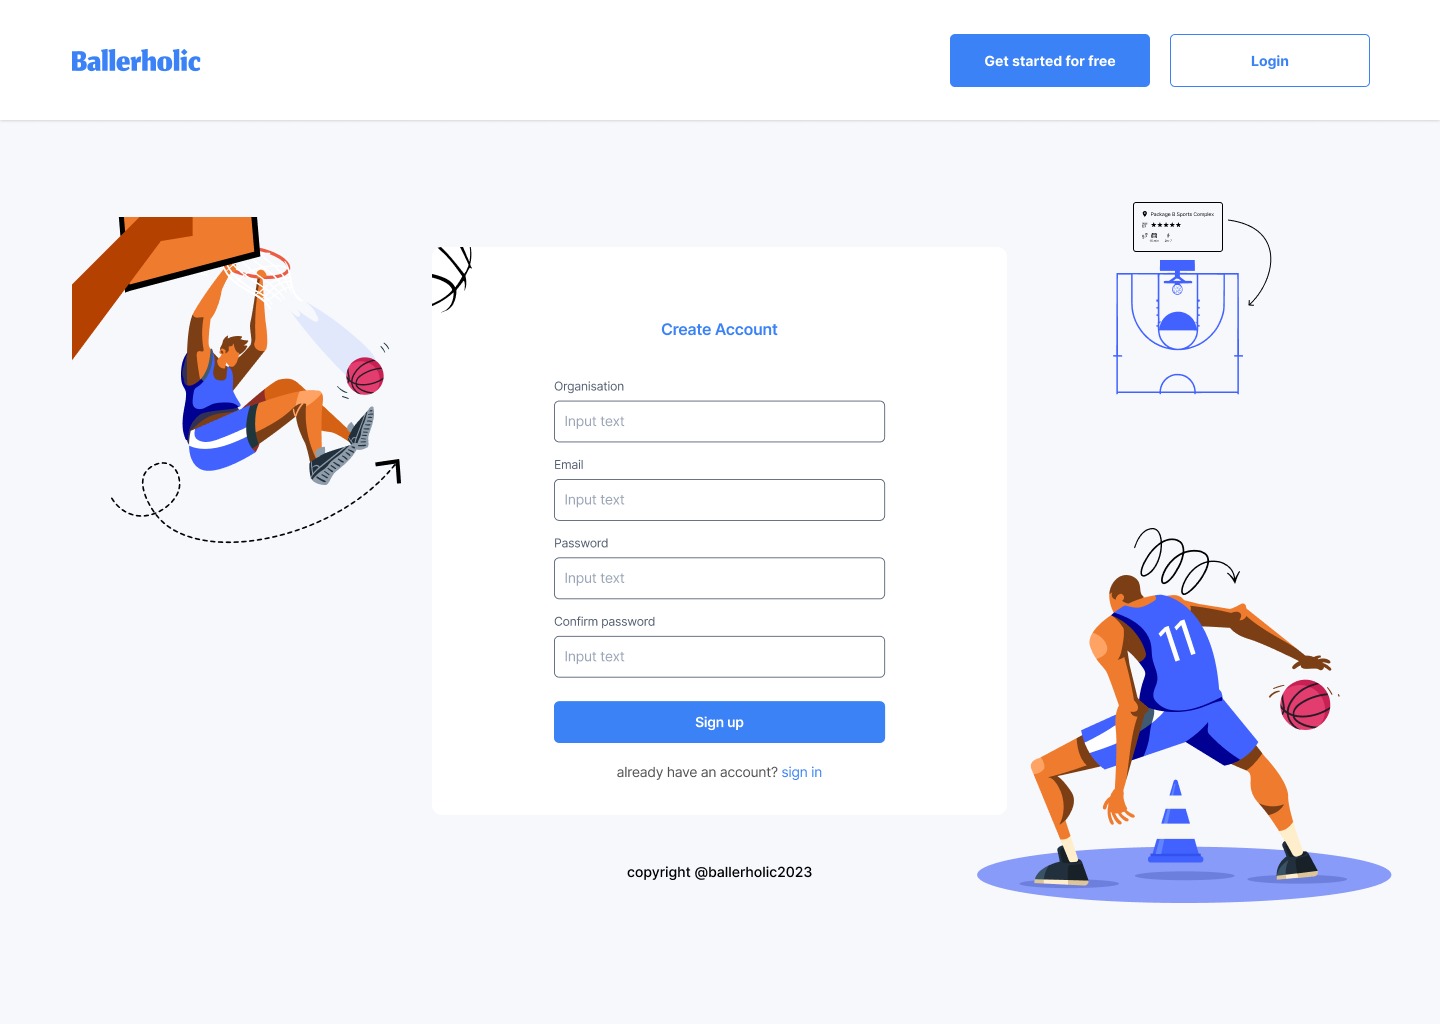 Ballerholic
Get started for free
Login
Package B Sports Complex
Create Account
Organisation
Input text
Email
Input text
Password
Input text
Confirm password
Input text
Sign up
already have an account? sign in
11
copyright @ballerholic2023